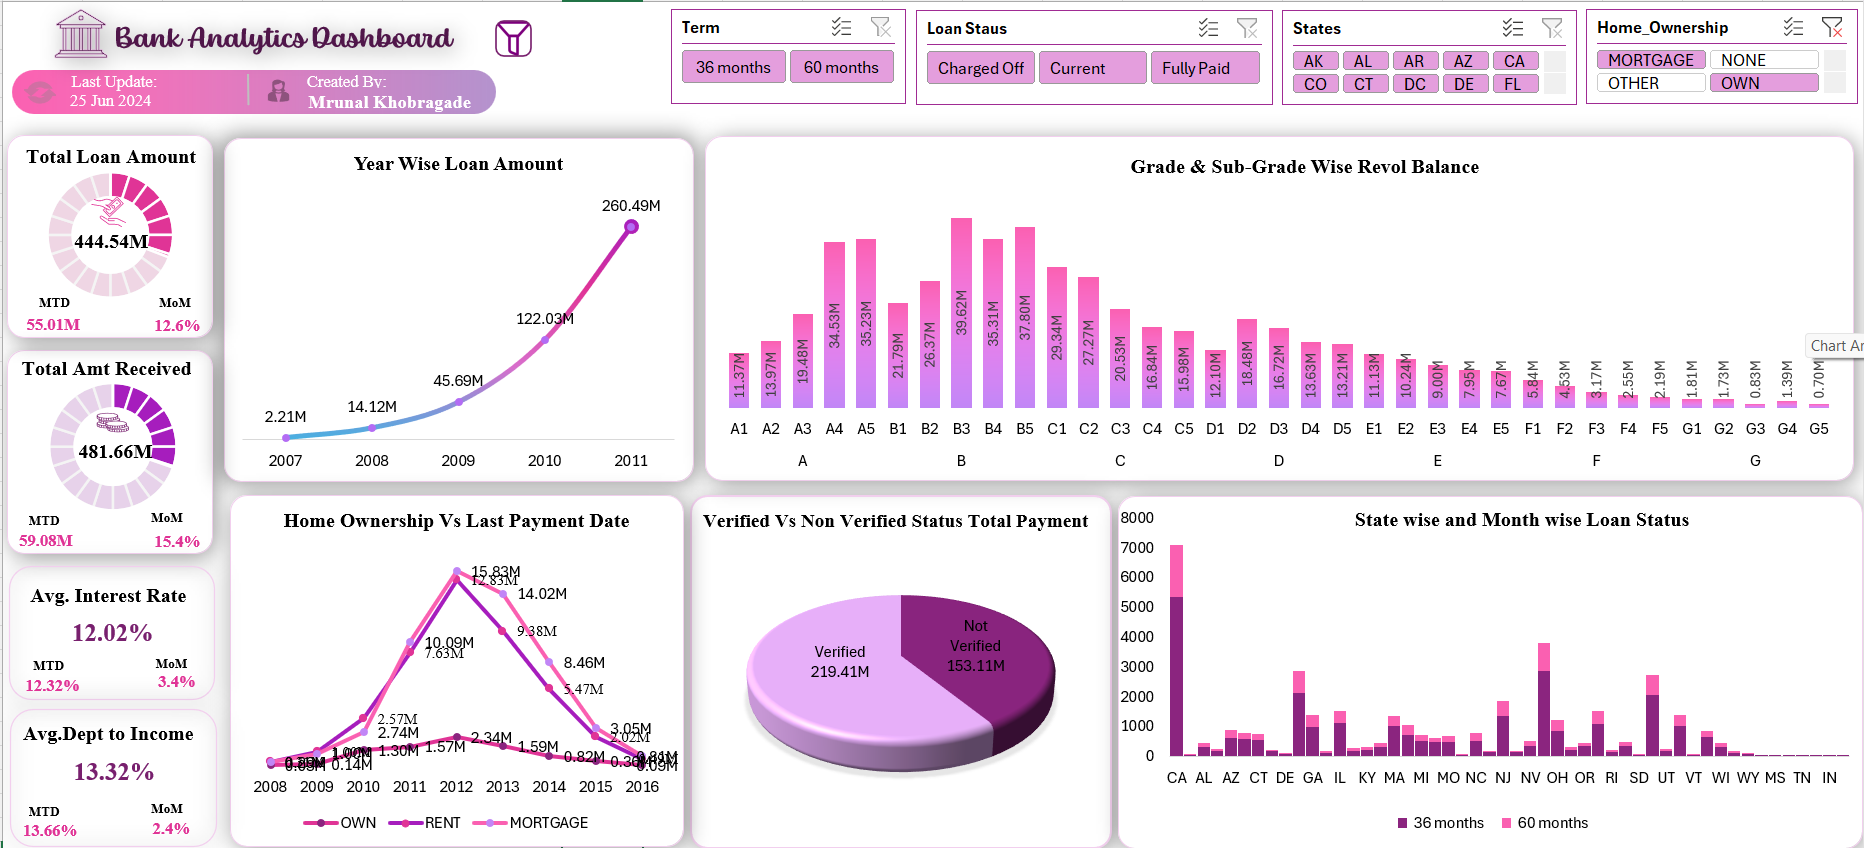 Bank Analytics Dashboard
Last Update:
25 Jun 2024
Created By:
Mrunal Khobragade
Term
36 months
60 months
Loan Staus
Charged Off
Current
Fully Paid
States
AK AL AR AZ CA
CO CT DC DE FL
Home_Ownership
MORTGAGE NONE
OTHER OWN
Total Loan Amount
444.54M
MTD MoM
55.01M 12.6%
Total Amt Received
481.66M
MTD MoM
59.08M 15.4%
Avg. Interest Rate
12.02%
MTD MoM
12.32% 3.4%
Avg.Dept to Income
13.32%
MTD MoM
13.66% 2.4%
Year Wise Loan Amount
2.21M 14.12M 45.69M 122.03M 260.49M
2007 2008 2009 2010 2011
Grade & Sub-Grade Wise Revol Balance
11.37M 13.97M 19.48M 34.53M 35.23M 21.79M 26.37M 39.62M 35.31M 37.80M 29.34M 27.27M 20.53M 16.84M 15.98M 12.10M 18.48M 16.72M 13.63M 13.21M 11.13M 10.24M 9.00M 7.95M 7.67M 5.84M 4.53M 3.17M 2.55M 2.19M 1.81M 1.73M 0.83M 1.39M 0.70M
A1 A2 A3 A4 A5 B1 B2 B3 B4 B5 C1 C2 C3 C4 C5 D1 D2 D3 D4 D5 E1 E2 E3 E4 E5 F1 F2 F3 F4 F5 G1 G2 G3 G4 G5
A B C D E F G
Chart Ar
Home Ownership Vs Last Payment Date
15.83M
12.83M
14.02M
9.38M
10.09M
7.63M
8.46M
5.47M
2.57M
2.74M
3.05M
2.02M
0.14M 1.30M 1.57M 2.34M 1.59M 0.82M
2008 2009 2010 2011 2012 2013 2014 2015 2016
OWN RENT MORTGAGE
Verified Vs Non Verified Status Total Payment
Not
Verified
153.11M
Verified
219.41M
State wise and Month wise Loan Status
8000
7000
6000
5000
4000
3000
2000
1000
0
CA AL AZ CT DE GA IL KY MA MI MO NC NJ NV OH OR RI SD UT VT WI WY MS TN IN
36 months 60 months